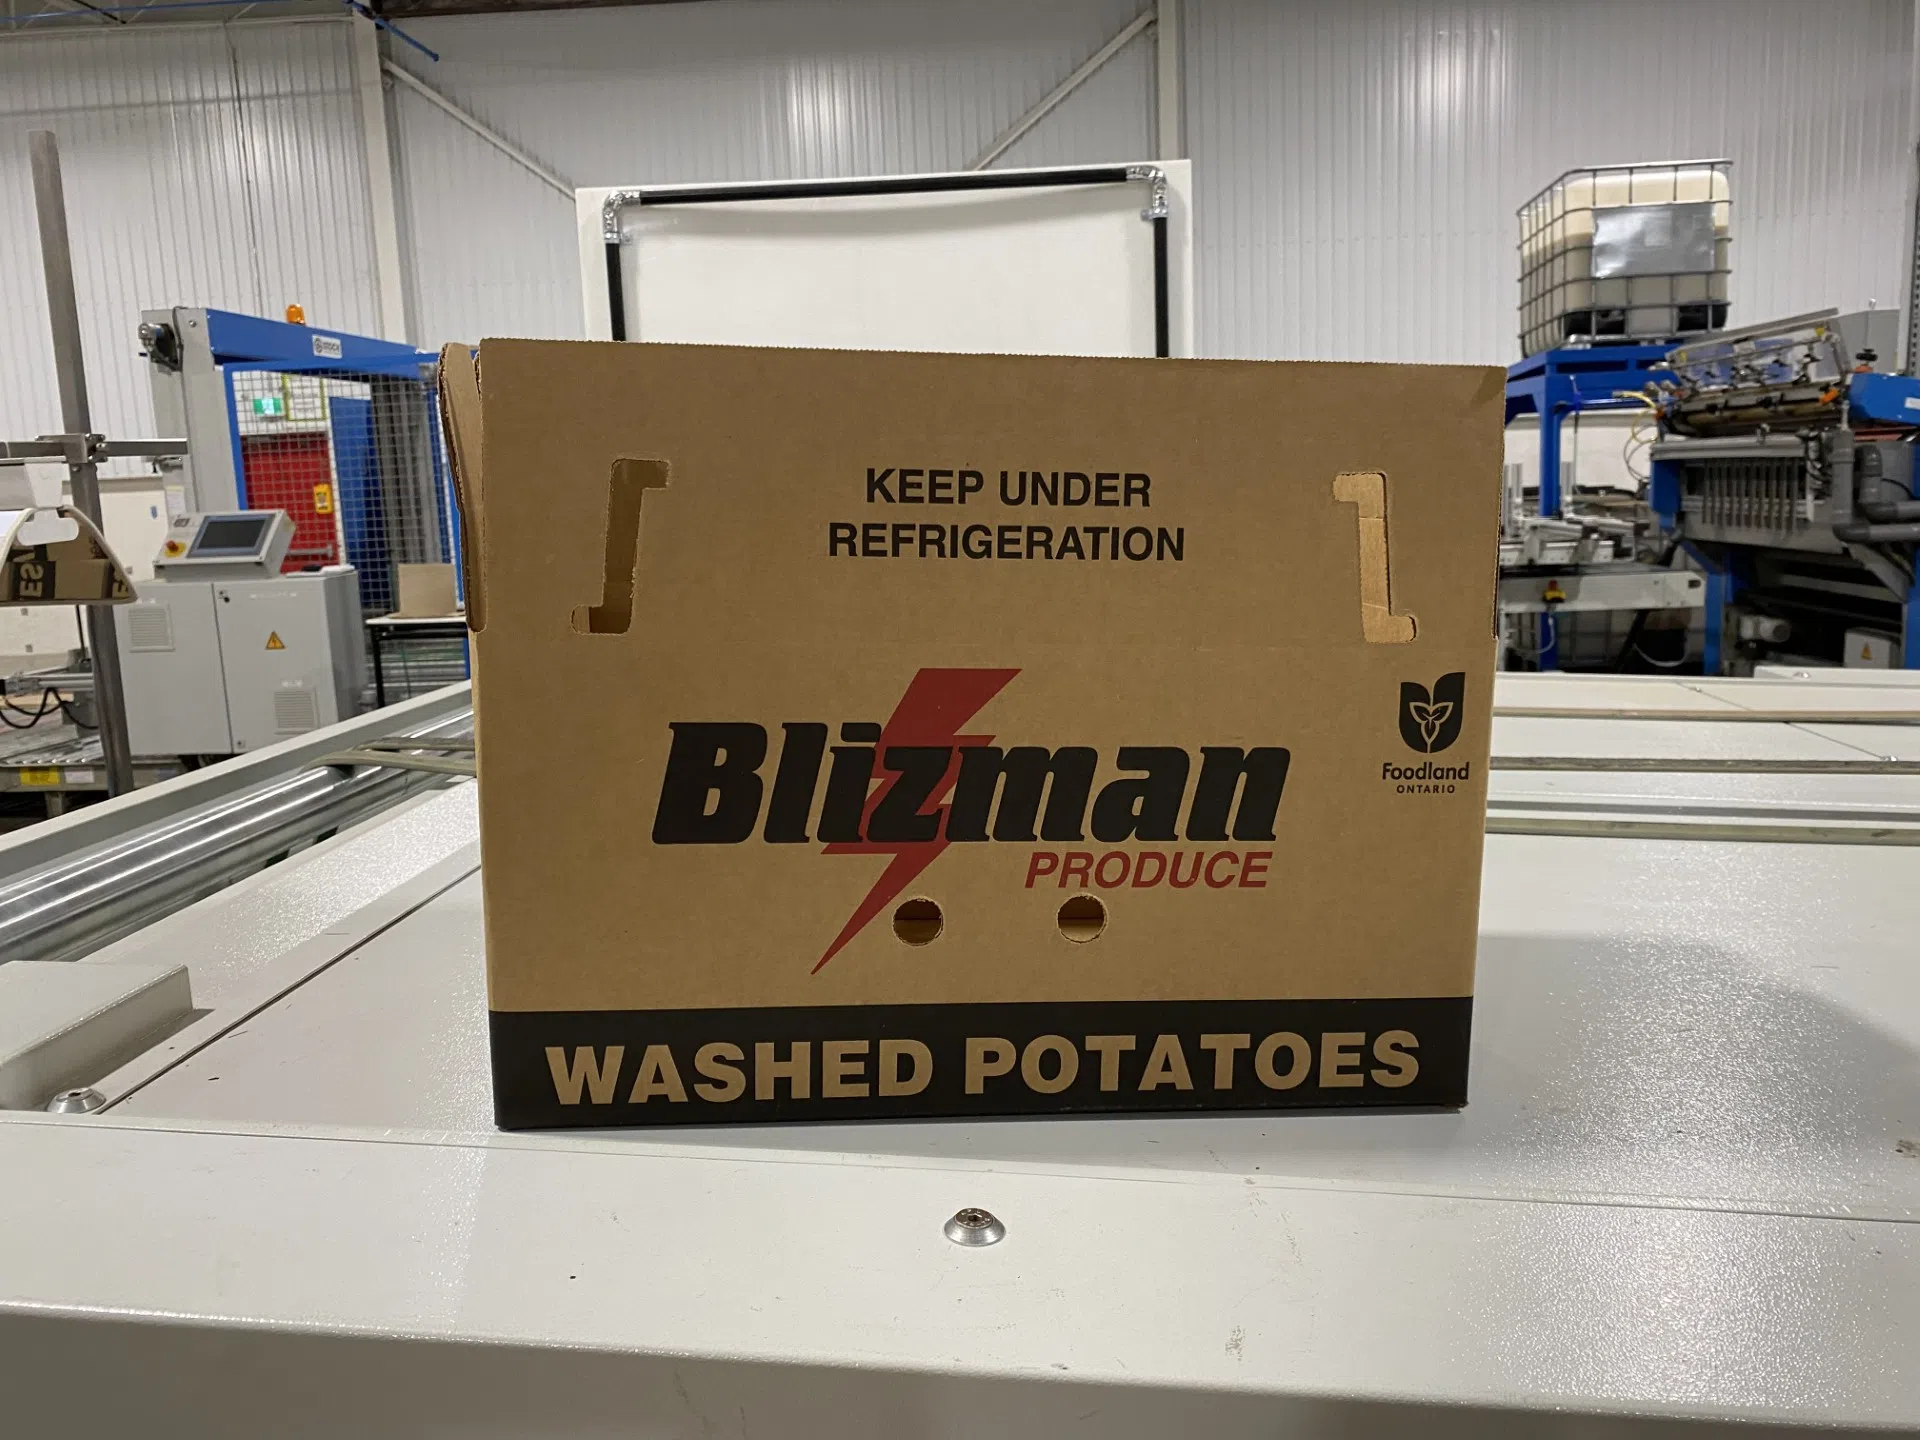 KEEP UNDER
REFRIGERATION
Blizman
PRODUCE
Foodland
ONTARIO
WASHED POTATOES